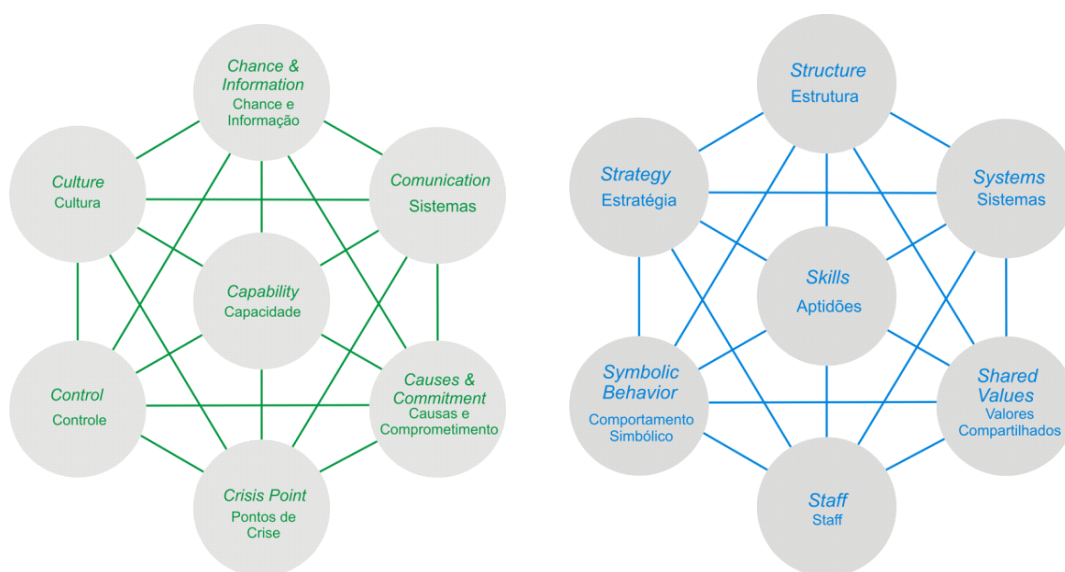 Chance &
Information
Chance e
Informação
Culture
Cultura
Comunication
Sistemas
Capability
Capacidade
Control
Controle
Causes &
Commitment
Causas e
Comprometimento
Crisis Point
Pontos de
Crise
Structure
Estrutura
Strategy
Estratégia
Systems
Sistemas
Skills
Aptidões
Symbolic
Behavior
Comportamento
Simbólico
Shared
Values
Valores
Compartilhados
Staff
Staff